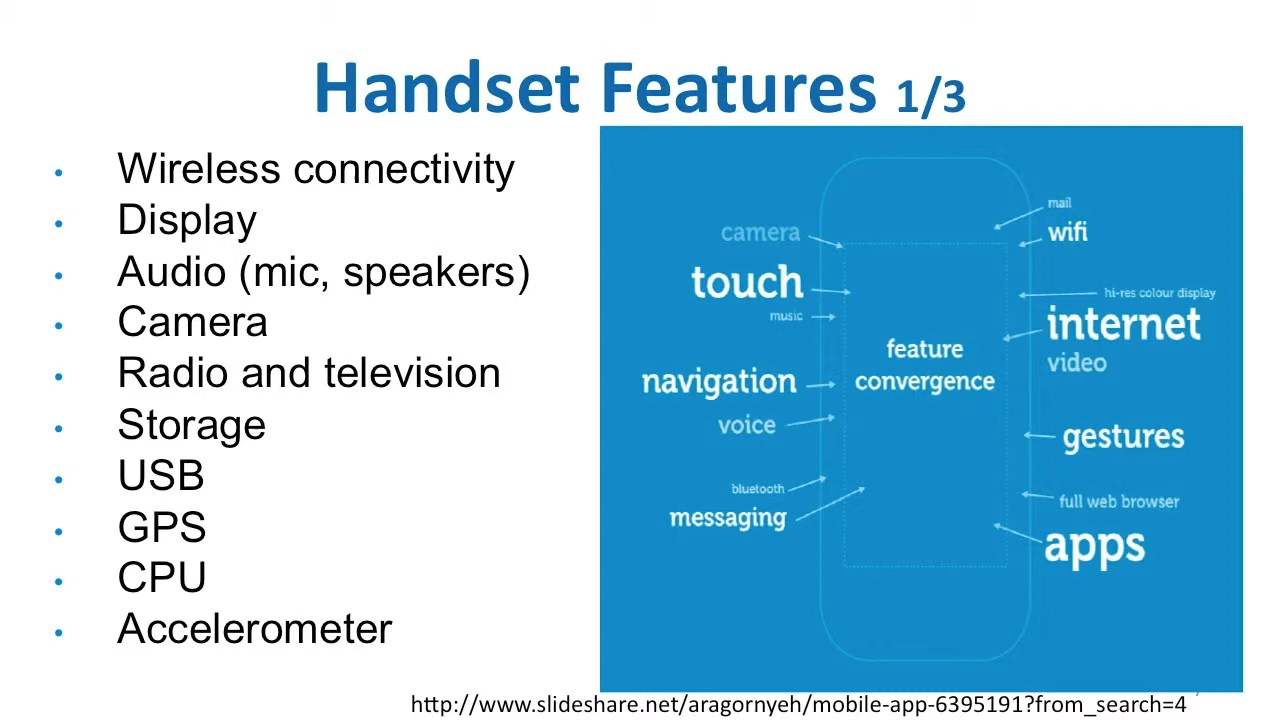 Handset Features 1/3
• Wireless connectivity
• Display
• Audio (mic, speakers)
• Camera
• Radio and television
• Storage
• USB
• GPS
• CPU
• Accelerometer
camera
touch
music
navigation
voice
bluetooth
messaging
feature
convergence
mail
wifi
hi-res colour display
internet
video
gestures
full web browser
apps
http://www.slideshare.net/aragornyeh/mobile-app-6395191?from_search=4